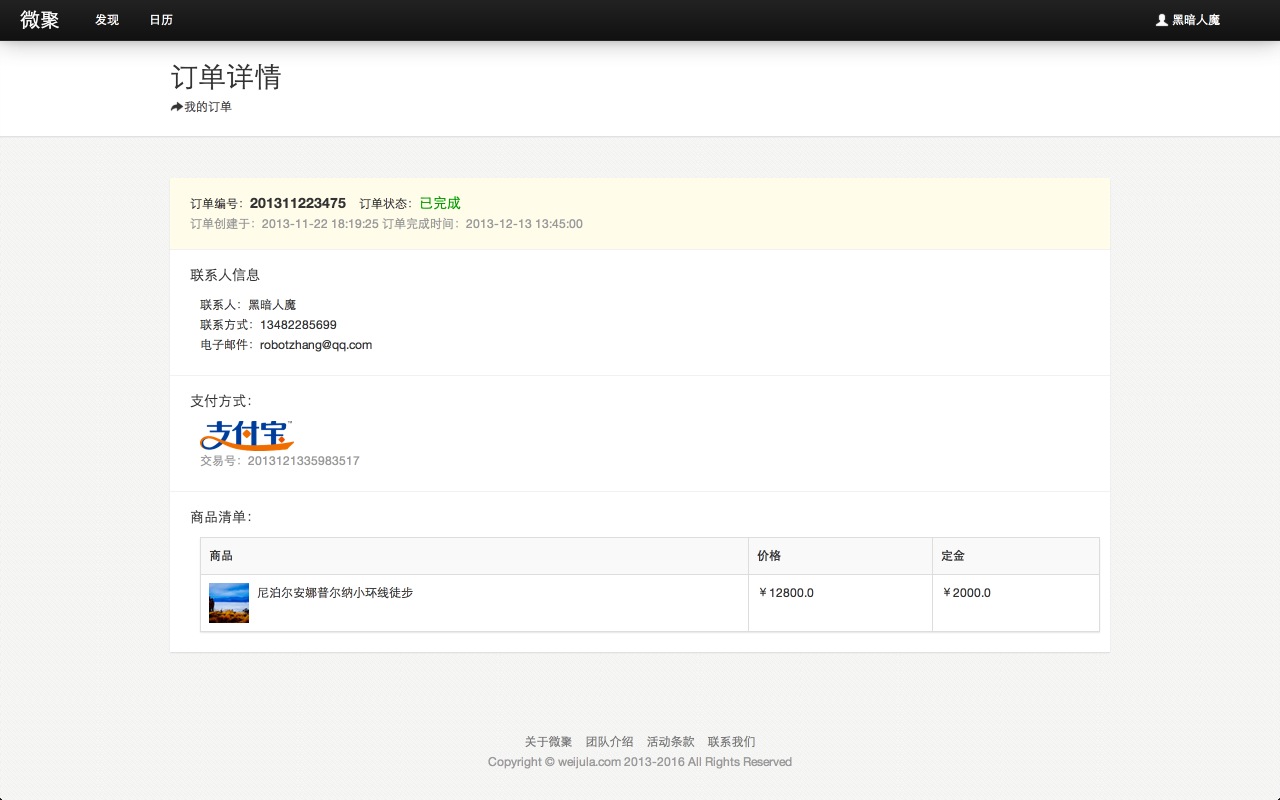 微聚 发现 日历 黑暗人魔
订单详情
我的订单
订单编号：201311223475 订单状态：已完成
订单创建于：2013-11-22 18:19:25 订单完成时间：2013-12-13 13:45:00
联系人信息
联系人：黑暗人魔
联系方式：13482285699
电子邮件：robotzhang@qq.com
支付方式：
支付宝™
交易号：2013121335983517
商品清单：
商品 价格 定金
尼泊尔安娜普尔纳小环线徒步 ￥12800.0 ￥2000.0
关于微聚 团队介绍 活动条款 联系我们
Copyright © weijula.com 2013-2016 All Rights Reserved